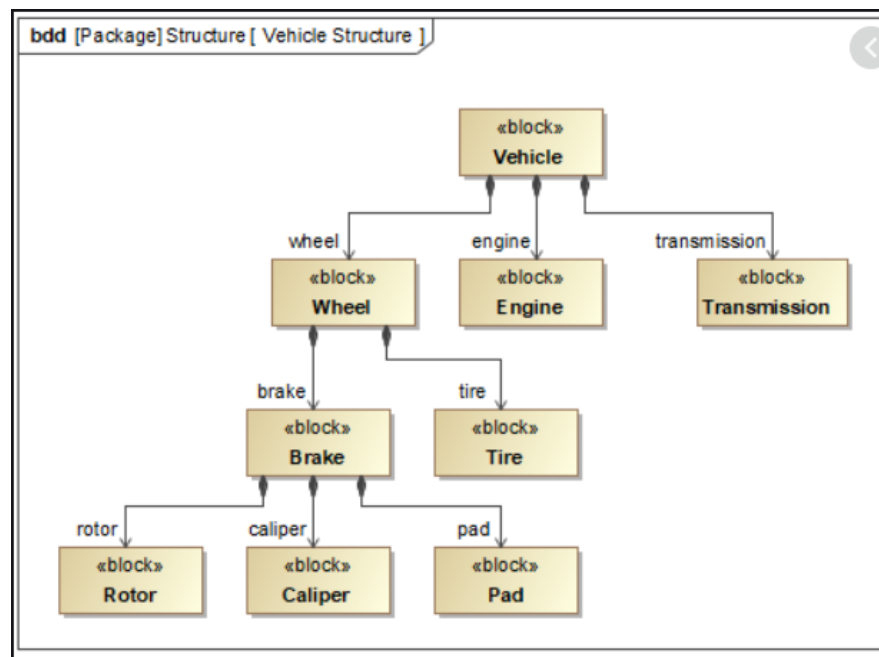 bdd [Package] Structure [ Vehicle Structure ]
«block»
Vehicle
wheel
engine
transmission
«block»
Wheel
«block»
Engine
«block»
Transmission
brake
tire
«block»
Brake
«block»
Tire
rotor
caliper
pad
«block»
Rotor
«block»
Caliper
«block»
Pad